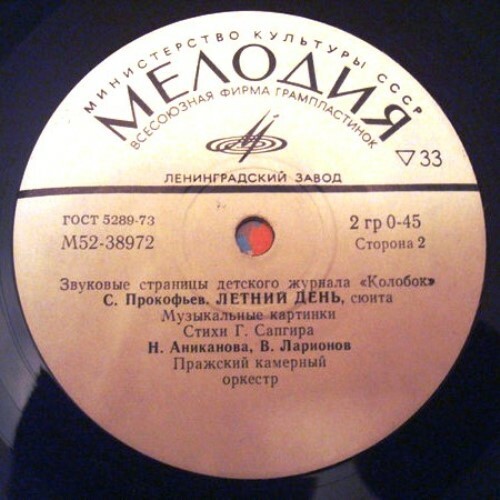 МИНИСТЕРСТВО КУЛЬТУРЫ СССР
МЕЛОДИЯ
ВСЕСОЮЗНАЯ ФИРМА ГРАМПЛАСТИНОК
▽33
ЛЕНИНГРАДСКИЙ ЗАВОД
ГОСТ 5289-73
2 гр 0-45
М52-38972
Сторона 2
Звуковые страницы детского журнала «Колобок»
С. Прокофьев. ЛЕТНИЙ ДЕНЬ, сюита
Музыкальные картинки
Стихи Г. Сапгира
Н. Аниканова, В. Ларионов
Пражский камерный
оркестр